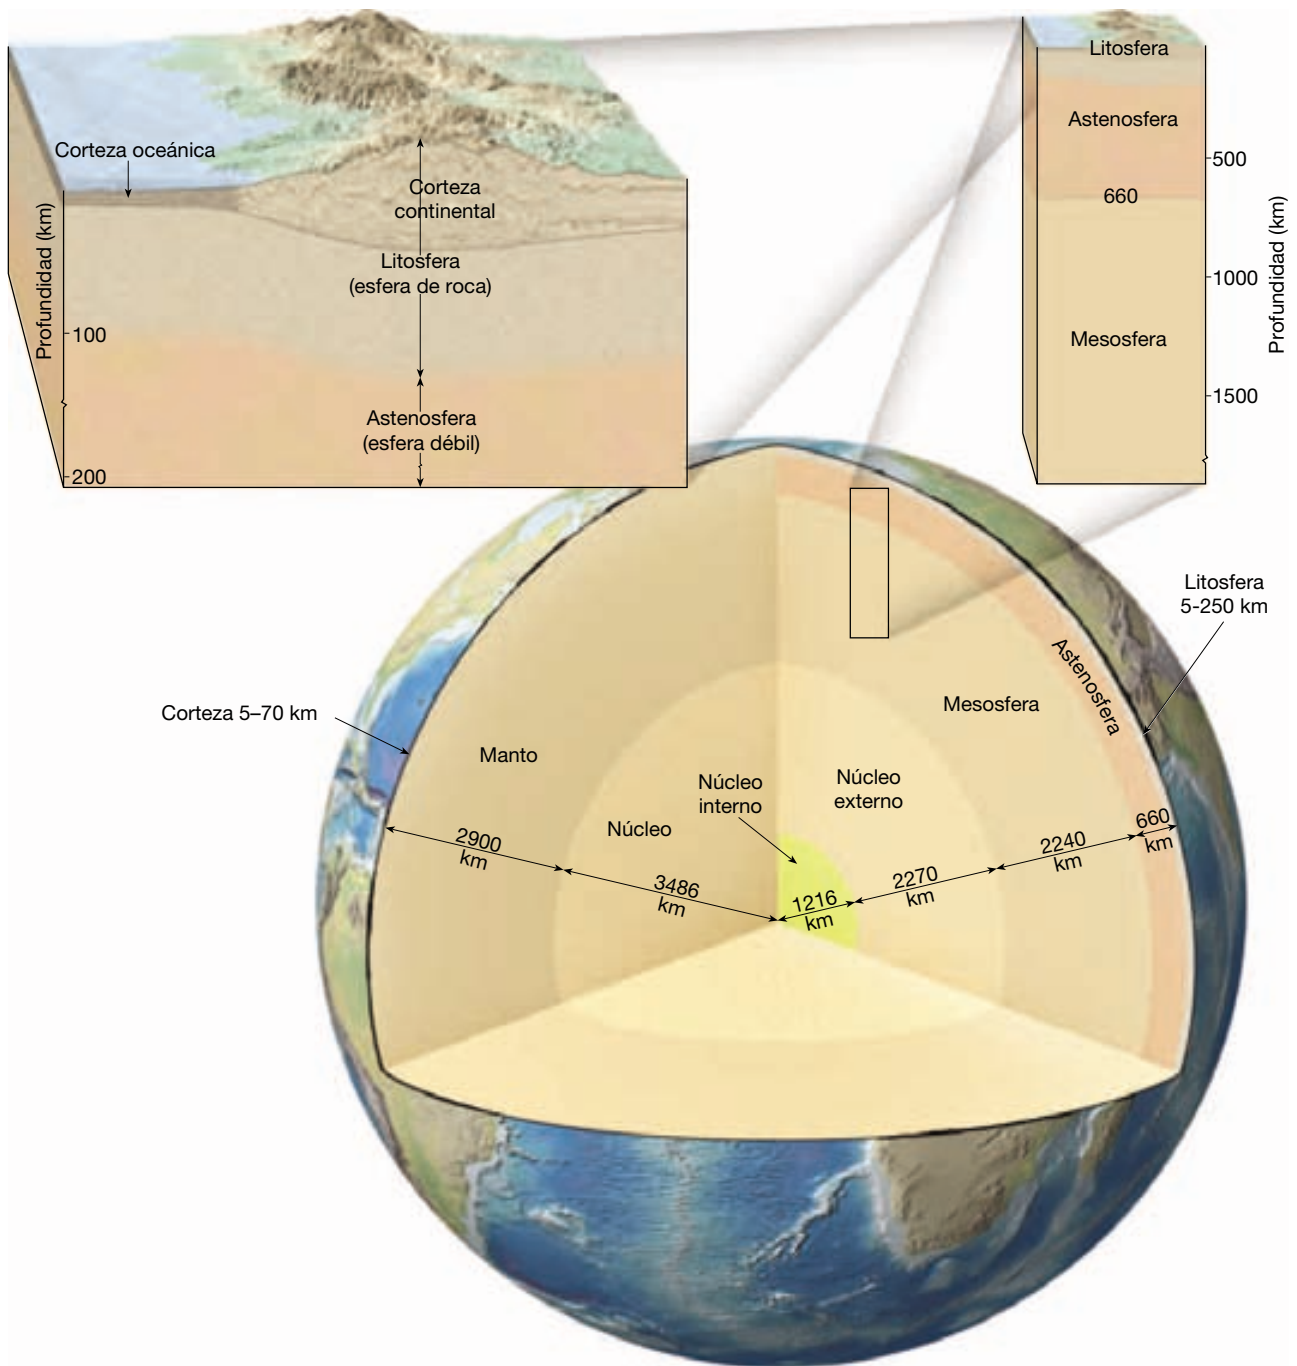 Corteza oceánica
Corteza
continental
Litosfera
(esfera de roca)
Astenosfera
(esfera débil)
Profundidad (km)
100
200
Litosfera
Astenosfera
660
Mesosfera
500
1000
1500
Profundidad (km)
Litosfera
5-250 km
Corteza 5–70 km
Manto
Núcleo
Núcleo
interno
Núcleo
externo
Mesosfera
Astenosfera
2900
km
3486
km
1216
km
2270
km
2240
km
660
km